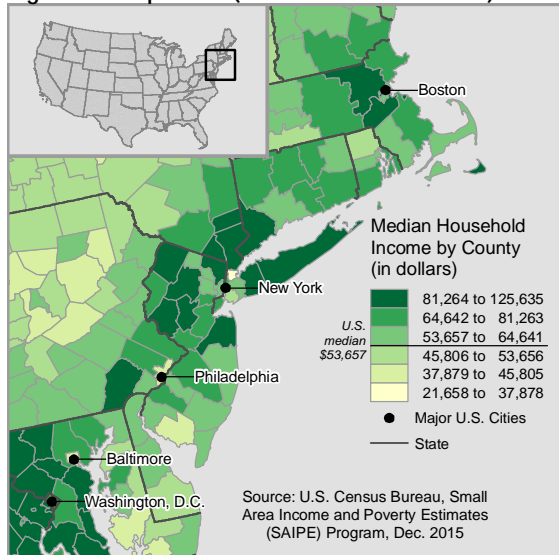 Boston
Median Household
Income by County
(in dollars)
81,264 to 125,635
64,642 to 81,263
53,657 to 64,641
U.S.
median
$53,657
45,806 to 53,656
37,879 to 45,805
21,658 to 37,878
Major U.S. Cities
State
New York
Philadelphia
Baltimore
Washington, D.C.
Source: U.S. Census Bureau, Small
Area Income and Poverty Estimates
(SAIPE) Program, Dec. 2015